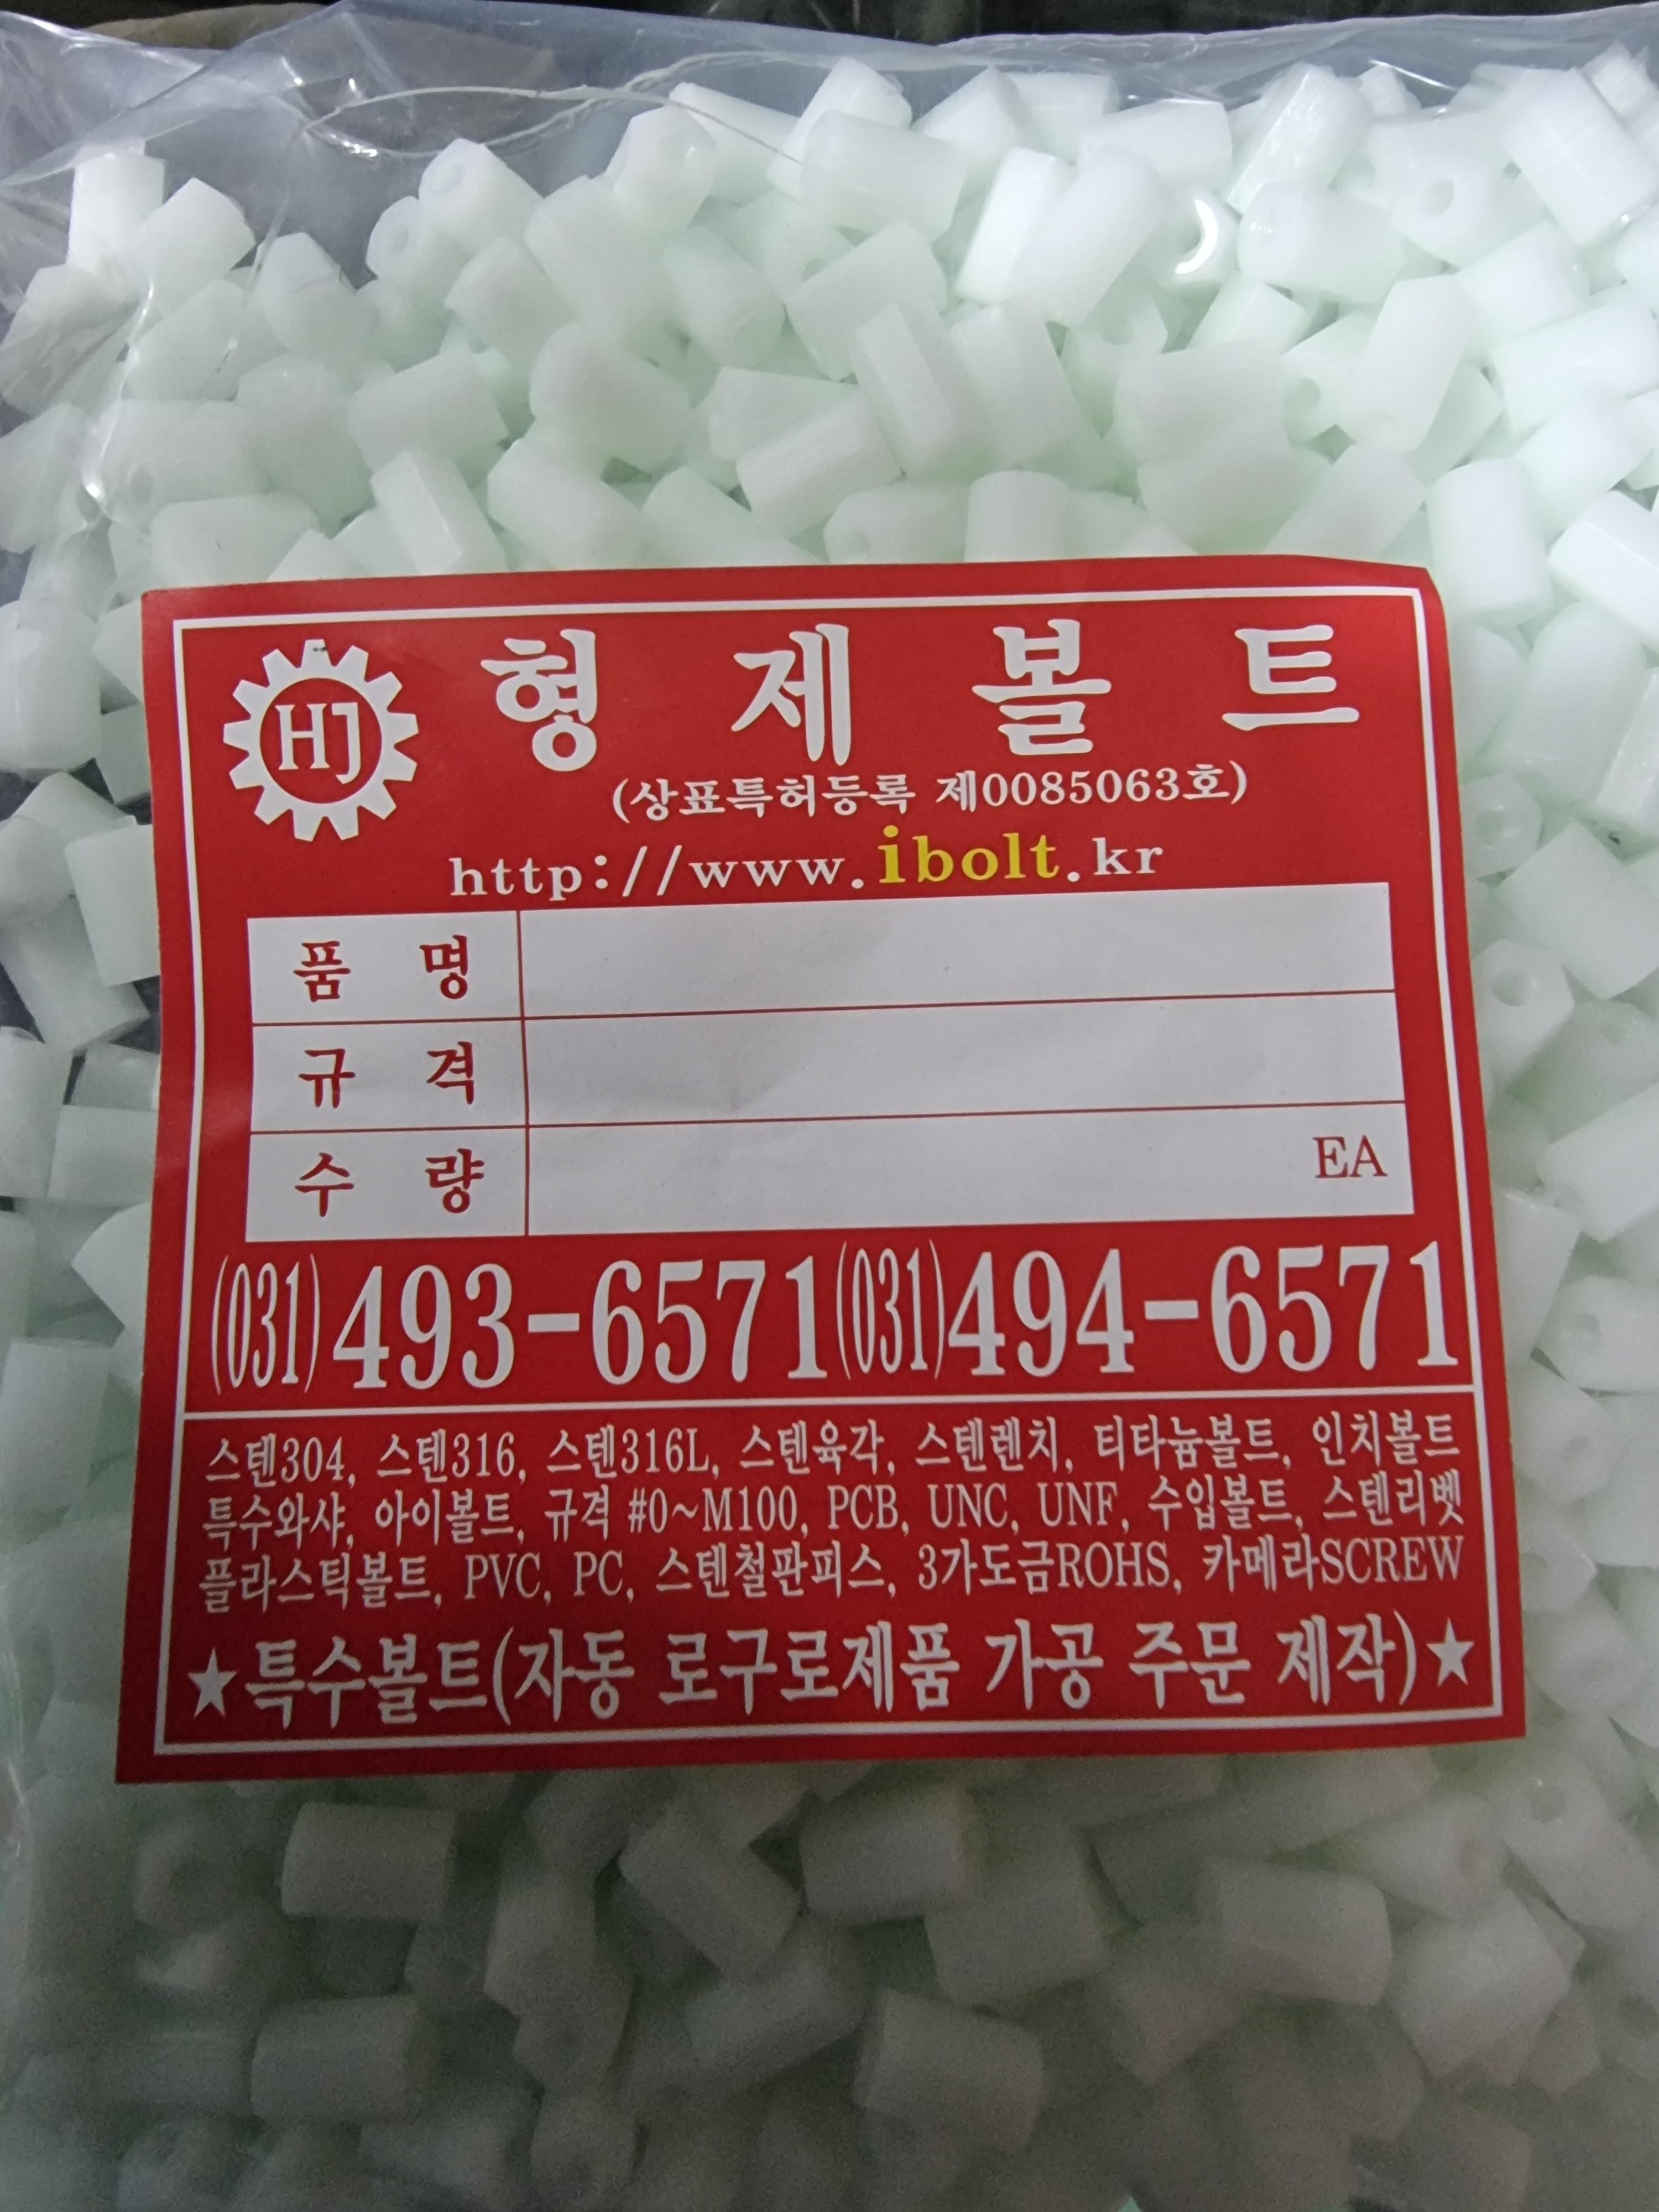 HJ
형제볼트
(상표특허등록 제0085063호)
http://www.ibolt.kr
품 명
규 격
수 량 EA
(031)493-6571(031)494-6571
스텐304, 스텐316, 스텐316L, 스텐육각, 스텐렌치, 티타늄볼트, 인치볼트
특수와샤, 아이볼트, 규격 #0~M100, PCB, UNC, UNF, 수입볼트, 스텐리벳
플라스틱볼트, PVC, PC, 스텐철판피스, 3가도금ROHS, 카메라SCREW
★특수볼트(자동 로구로제품 가공 주문 제작)★